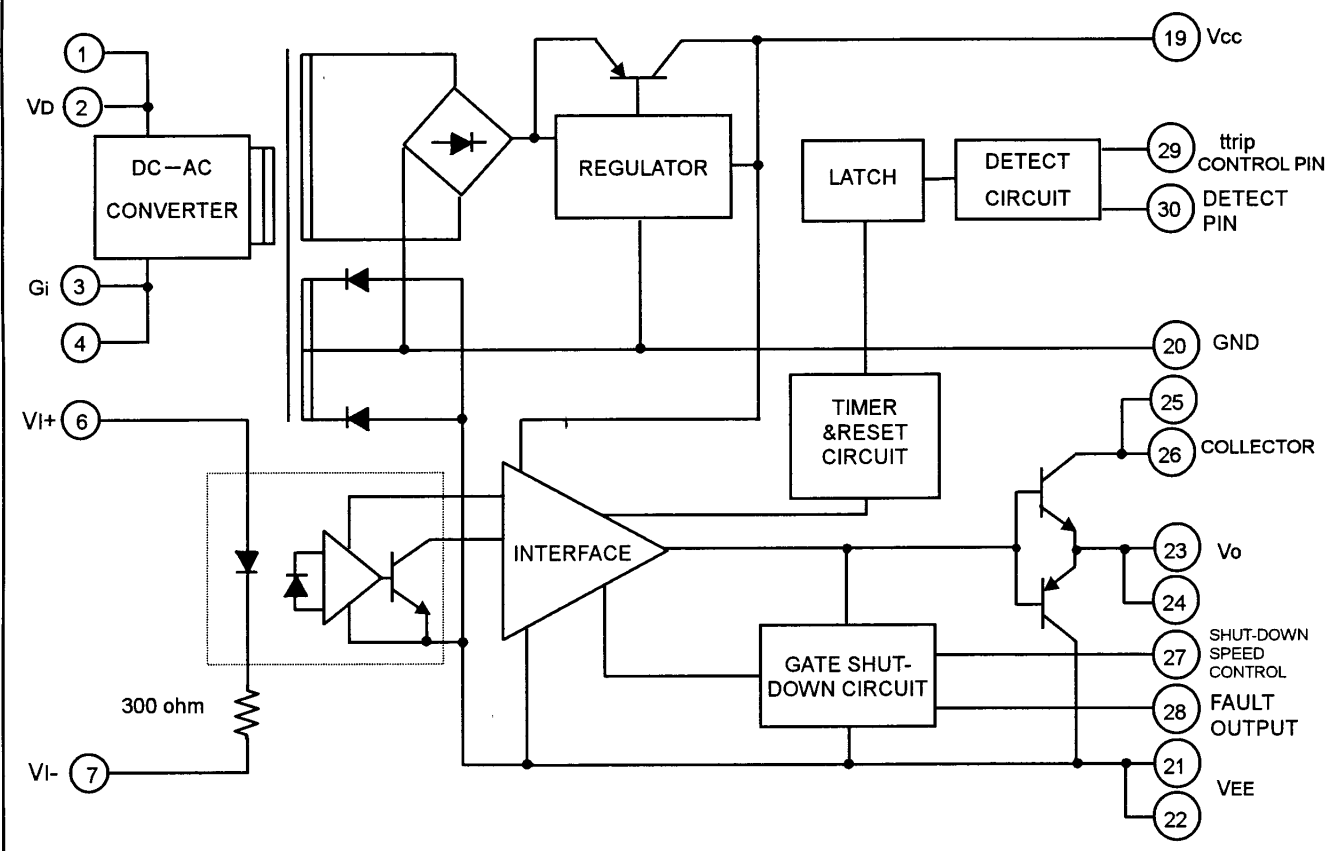 1
VD 2
DC-AC
CONVERTER
Gi 3
4
VI+ 6
300 ohm
VI- 7
REGULATOR
LATCH
DETECT
CIRCUIT
TIMER
&RESET
CIRCUIT
INTERFACE
GATE SHUT-
DOWN CIRCUIT
19 Vcc
29 ttrip
CONTROL PIN
30 DETECT
PIN
20 GND
25
26 COLLECTOR
23 Vo
24
27 SHUT-DOWN
SPEED
CONTROL
28 FAULT
OUTPUT
21
VEE
22